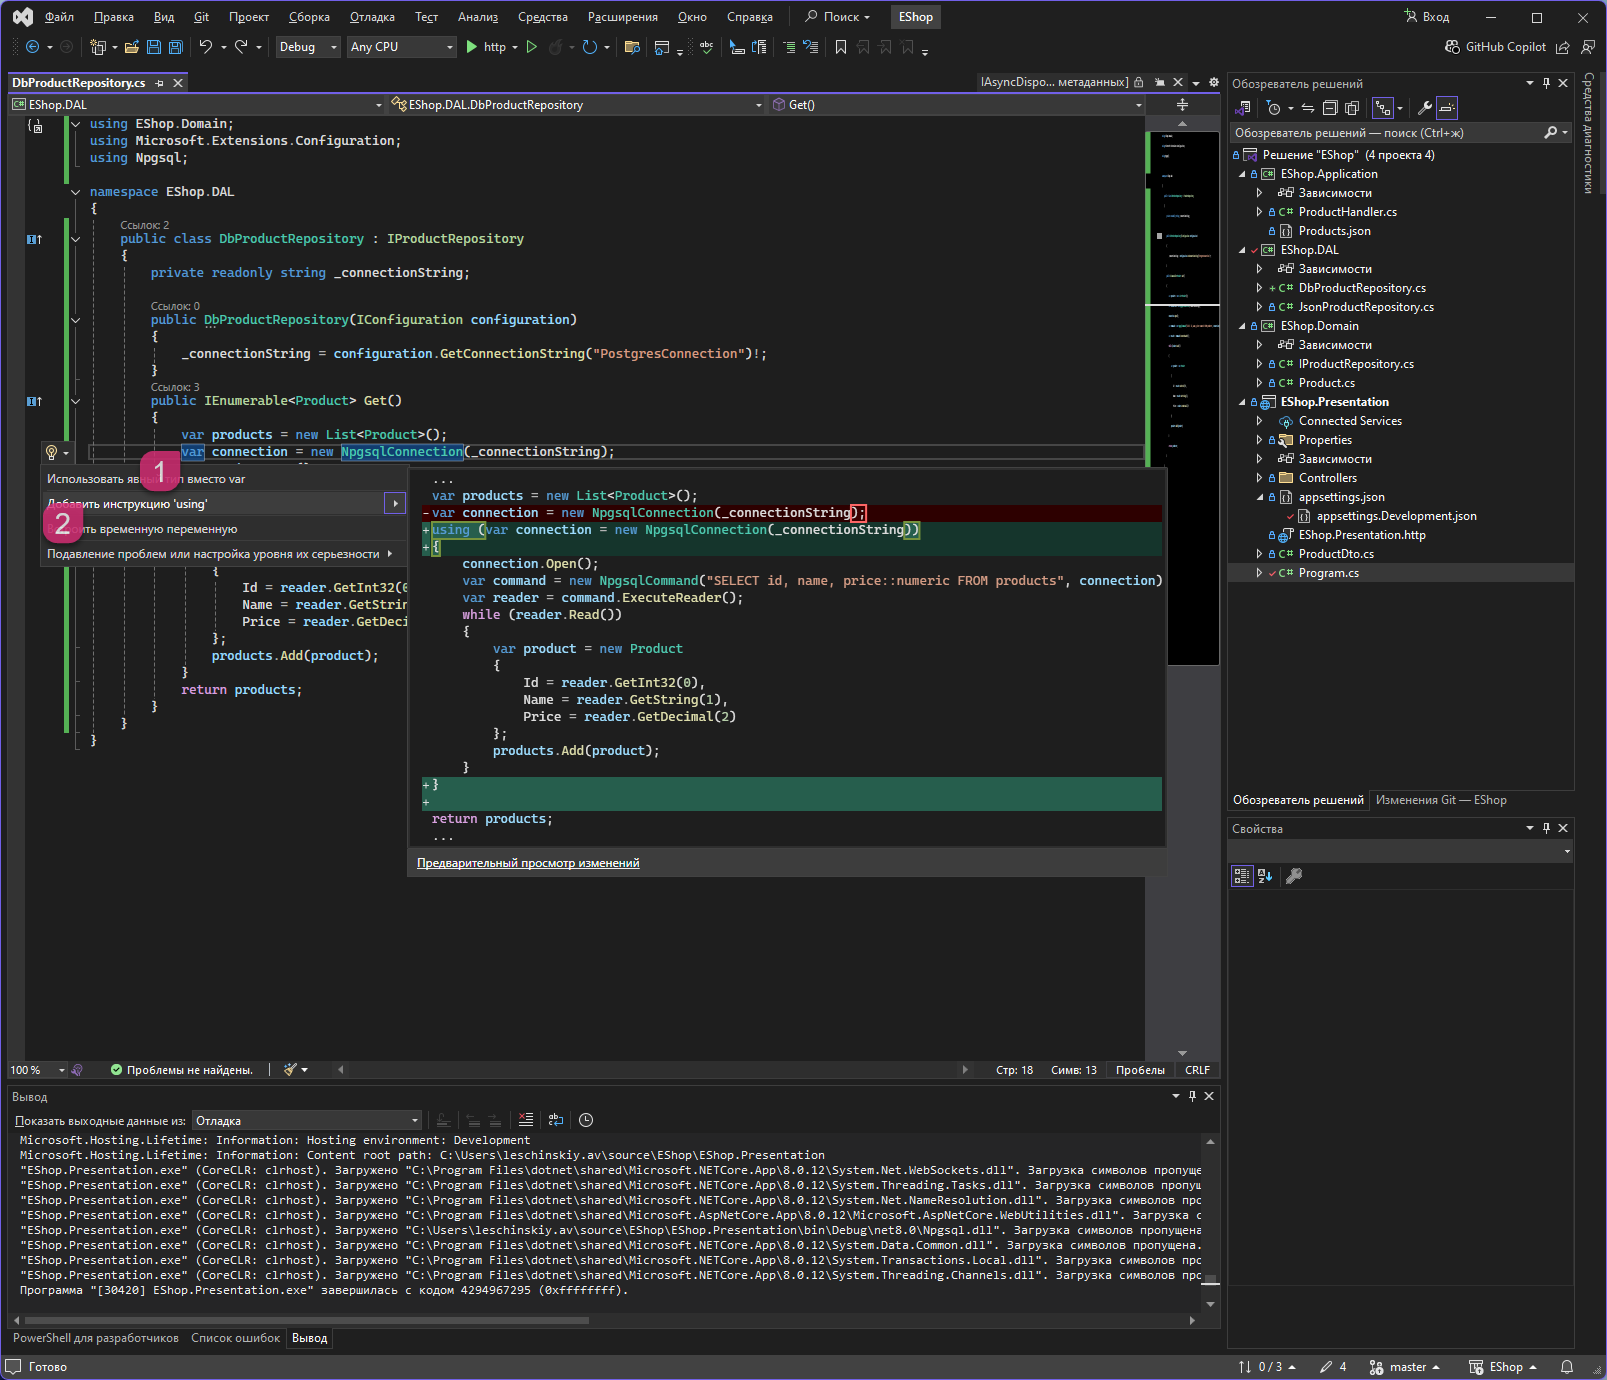 Файл Правка Вид Git Проект Сборка Отладка Тест Анализ Средства Расширения Окно Справка Поиск EShop Вход
Debug Any CPU http GitHub Copilot
DbProductRepository.cs
IAsyncDispo... метаданных]
EShop.DAL EShop.DAL.DbProductRepository Get()
using EShop.Domain;
using Microsoft.Extensions.Configuration;
using Npgsql;
namespace EShop.DAL
{
Ссылок: 2
public class DbProductRepository : IProductRepository
{
private readonly string _connectionString;
Ссылок: 0
public DbProductRepository(IConfiguration configuration)
{
_connectionString = configuration.GetConnectionString("PostgresConnection")!;
}
Ссылок: 3
public IEnumerable<Product> Get()
{
var products = new List<Product>();
var connection = new NpgsqlConnection(_connectionString);
1
Использовать явный тип вместо var
Добавить инструкцию 'using'
2
временную переменную
Подавление проблем или настройка уровня их серьезности
{
Id = reader.GetInt32(0
Name = reader.GetStrin
Price = reader.GetDeci
};
products.Add(product);
}
return products;
}
}
}
...
var products = new List<Product>();
-var connection = new NpgsqlConnection(_connectionString);
+using (var connection = new NpgsqlConnection(_connectionString))
+{
connection.Open();
var command = new NpgsqlCommand("SELECT id, name, price::numeric FROM products", connection)
var reader = command.ExecuteReader();
while (reader.Read())
{
var product = new Product
{
Id = reader.GetInt32(0),
Name = reader.GetString(1),
Price = reader.GetDecimal(2)
};
products.Add(product);
}
+}
+
return products;
...
Предварительный просмотр изменений
100 % Проблемы не найдены. Стр: 18 Симв: 13 Пробелы CRLF
Вывод
Показать выходные данные из: Отладка
Microsoft.Hosting.Lifetime: Information: Hosting environment: Development
Microsoft.Hosting.Lifetime: Information: Content root path: C:\Users\leschinskiy.av\source\EShop\EShop.Presentation
"EShop.Presentation.exe" (CoreCLR: clrhost). Загружено "C:\Program Files\dotnet\shared\Microsoft.NETCore.App\8.0.12\System.Net.WebSockets.dll". Загрузка символов пропуще
"EShop.Presentation.exe" (CoreCLR: clrhost). Загружено "C:\Program Files\dotnet\shared\Microsoft.NETCore.App\8.0.12\System.Threading.Tasks.dll". Загрузка символов пропущ
"EShop.Presentation.exe" (CoreCLR: clrhost). Загружено "C:\Program Files\dotnet\shared\Microsoft.NETCore.App\8.0.12\System.Net.NameResolution.dll". Загрузка символов про
"EShop.Presentation.exe" (CoreCLR: clrhost). Загружено "C:\Program Files\dotnet\shared\Microsoft.AspNetCore.App\8.0.12\Microsoft.AspNetCore.WebUtilities.dll". Загрузка с
"EShop.Presentation.exe" (CoreCLR: clrhost). Загружено "C:\Users\leschinskiy.av\source\EShop\EShop.Presentation\bin\Debug\net8.0\Npgsql.dll". Загрузка символов пропущена
"EShop.Presentation.exe" (CoreCLR: clrhost). Загружено "C:\Program Files\dotnet\shared\Microsoft.NETCore.App\8.0.12\System.Data.Common.dll". Загрузка символов пропущена.
"EShop.Presentation.exe" (CoreCLR: clrhost). Загружено "C:\Program Files\dotnet\shared\Microsoft.NETCore.App\8.0.12\System.Transactions.Local.dll". Загрузка символов про
"EShop.Presentation.exe" (CoreCLR: clrhost). Загружено "C:\Program Files\dotnet\shared\Microsoft.NETCore.App\8.0.12\System.Threading.Channels.dll". Загрузка символов про
Программа "[30420] EShop.Presentation.exe" завершилась с кодом 4294967295 (0xffffffff).
PowerShell для разработчиков Список ошибок Вывод
Обозреватель решений
Обозреватель решений — поиск (Ctrl+ж)
Решение "EShop" (4 проекта 4)
EShop.Application
Зависимости
C# ProductHandler.cs
Products.json
EShop.DAL
Зависимости
C# DbProductRepository.cs
C# JsonProductRepository.cs
EShop.Domain
Зависимости
C# IProductRepository.cs
C# Product.cs
EShop.Presentation
Connected Services
Properties
Зависимости
Controllers
appsettings.json
appsettings.Development.json
EShop.Presentation.http
C# ProductDto.cs
C# Program.cs
Обозреватель решений Изменения Git — EShop
Свойства
Средства диагностики
Готово 0 / 3 4 master EShop